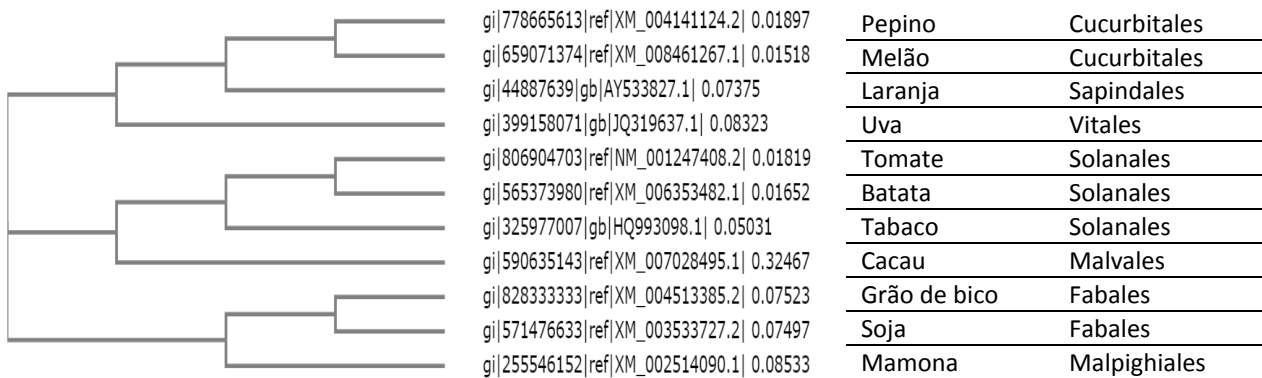 gi|778665613|ref|XM_004141124.2| 0.01897 Pepino Cucurbitales
gi|659071374|ref|XM_008461267.1| 0.01518 Melão Cucurbitales
gi|44887639|gb|AY533827.1| 0.07375 Laranja Sapindales
gi|399158071|gb|JQ319637.1| 0.08323 Uva Vitales
gi|806904703|ref|NM_001247408.2| 0.01819 Tomate Solanales
gi|565373980|ref|XM_006353482.1| 0.01652 Batata Solanales
gi|325977007|gb|HQ993098.1| 0.05031 Tabaco Solanales
gi|590635143|ref|XM_007028495.1| 0.32467 Cacau Malvales
gi|828333333|ref|XM_004513385.2| 0.07523 Grão de bico Fabales
gi|571476633|ref|XM_003533727.2| 0.07497 Soja Fabales
gi|255546152|ref|XM_002514090.1| 0.08533 Mamona Malpighiales